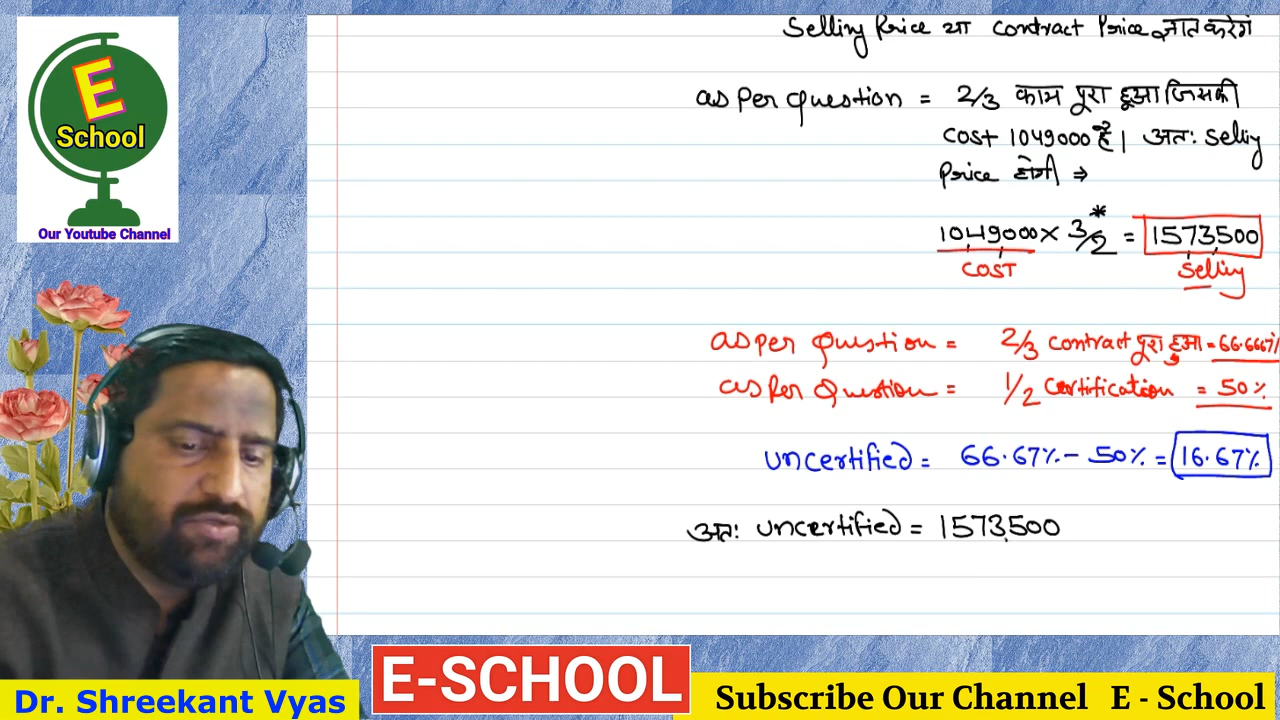 E
School
Our Youtube Channel
Selling Price या Contract Price ज्ञात करेगें
as Per question = 2/3 काम पूरा हुआ जिसकी
Cost 1049000 है। अतः Selling
Price होगी ⇒
1049000 × 3/2 * = 1573500
COST Selling
as per question = 2/3 contract पूरा हुआ = 66.6667%
as Per Question = 1/2 certification = 50%
uncertified = 66.67% - 50% = 16.67%
अतः uncertified = 1573500
E-SCHOOL
Dr. Shreekant Vyas
Subscribe Our Channel E - School